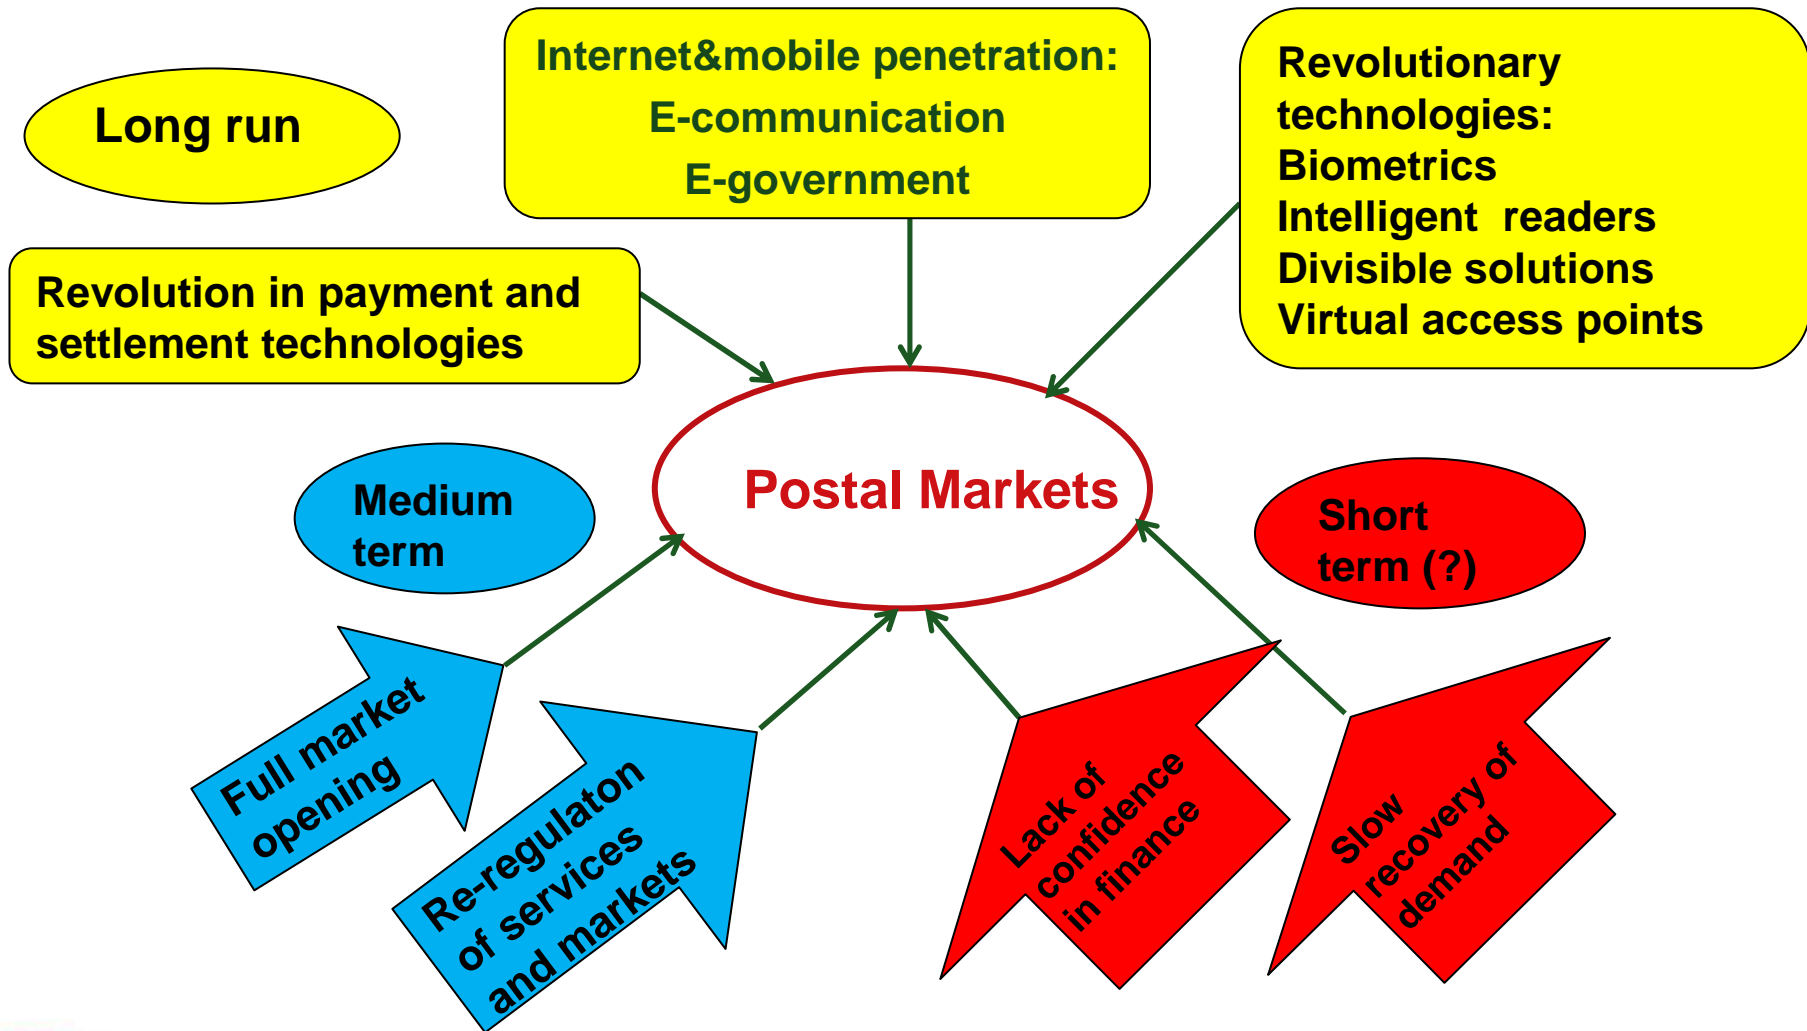 Long run
Internet&mobile penetration:
E-communication
E-government
Revolutionary
technologies:
Biometrics
Intelligent readers
Divisible solutions
Virtual access points
Revolution in payment and
settlement technologies
Postal Markets
Medium
term
Short
term (?)
Full market
opening
Re-regulaton
of services
and markets
Lack of
confidence
in finance
Slow
recovery of
demand